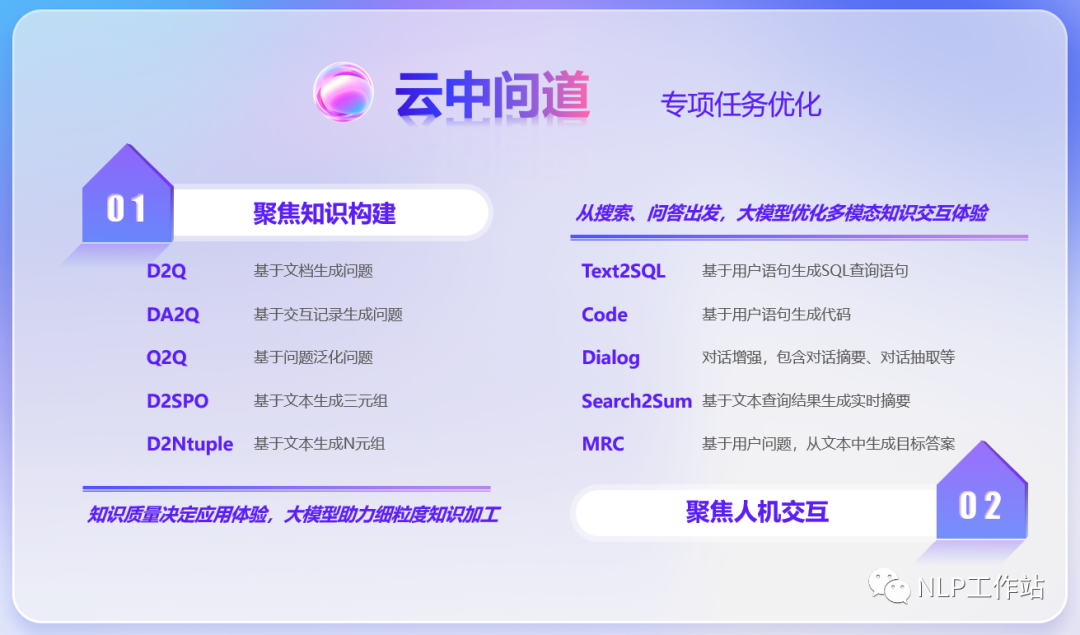 云中问道
专项任务优化
01
聚焦知识构建
D2Q 基于文档生成问题
DA2Q 基于交互记录生成问题
Q2Q 基于问题泛化问题
D2SPO 基于文本生成三元组
D2Ntuple 基于文本生成N元组
知识质量决定应用体验，大模型助力细粒度知识加工
从搜索、问答出发，大模型优化多模态知识交互体验
Text2SQL 基于用户语句生成SQL查询语句
Code 基于用户语句生成代码
Dialog 对话增强，包含对话摘要、对话抽取等
Search2Sum 基于文本查询结果生成实时摘要
MRC 基于用户问题，从文本中生成目标答案
聚焦人机交互
02
NLP工作站